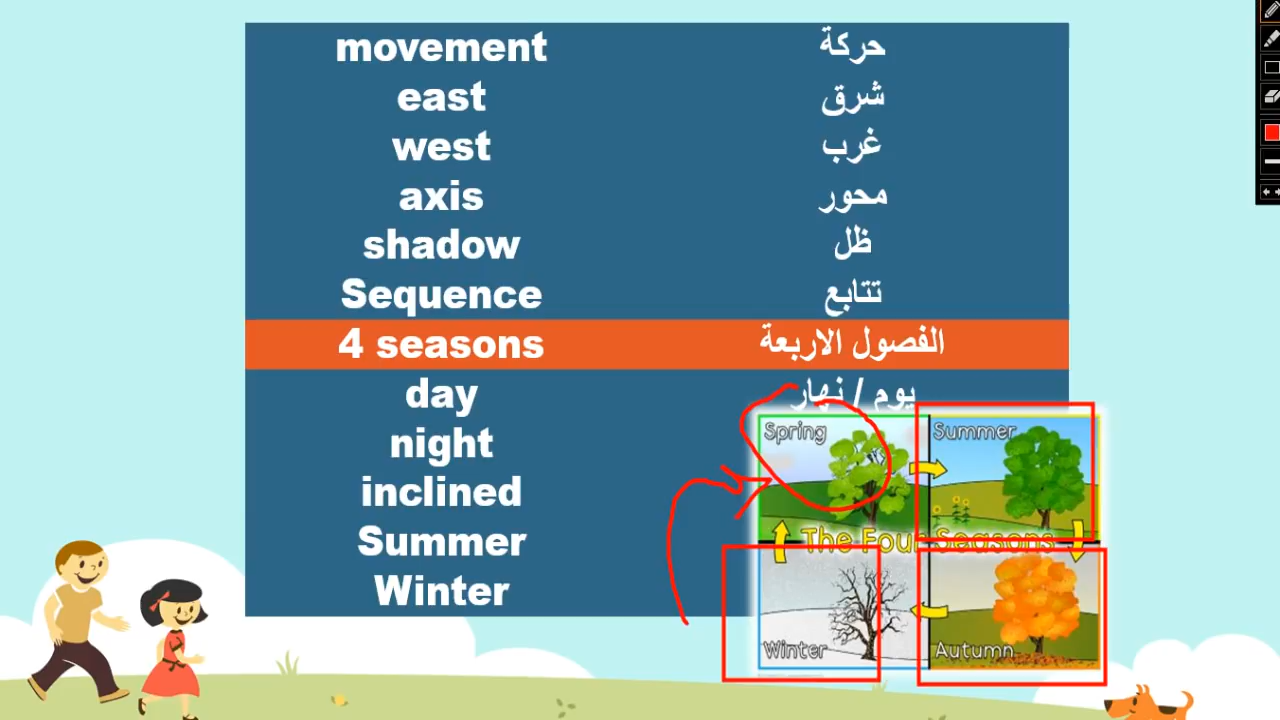 movement حركة
east شرق
west غرب
axis محور
shadow ظل
Sequence تتابع
4 seasons الفصول الاربعة
day يوم / نهار
night
inclined
Summer
Winter
Spring
Summer
The Four Seasons
Winter
Autumn